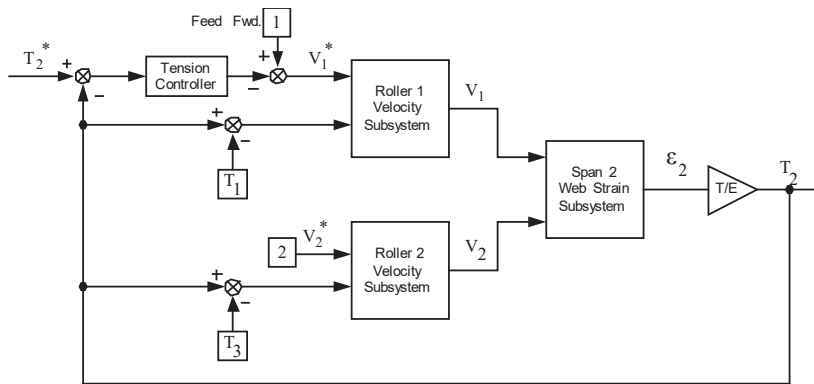 Feed Fwd. 1
T2*
+
−
Tension
Controller
−
+
V1*
Roller 1
Velocity
Subsystem
V1
+
−
T1
Span 2
Web Strain
Subsystem
ε2
T/E
T2
2
V2*
Roller 2
Velocity
Subsystem
V2
+
−
T3